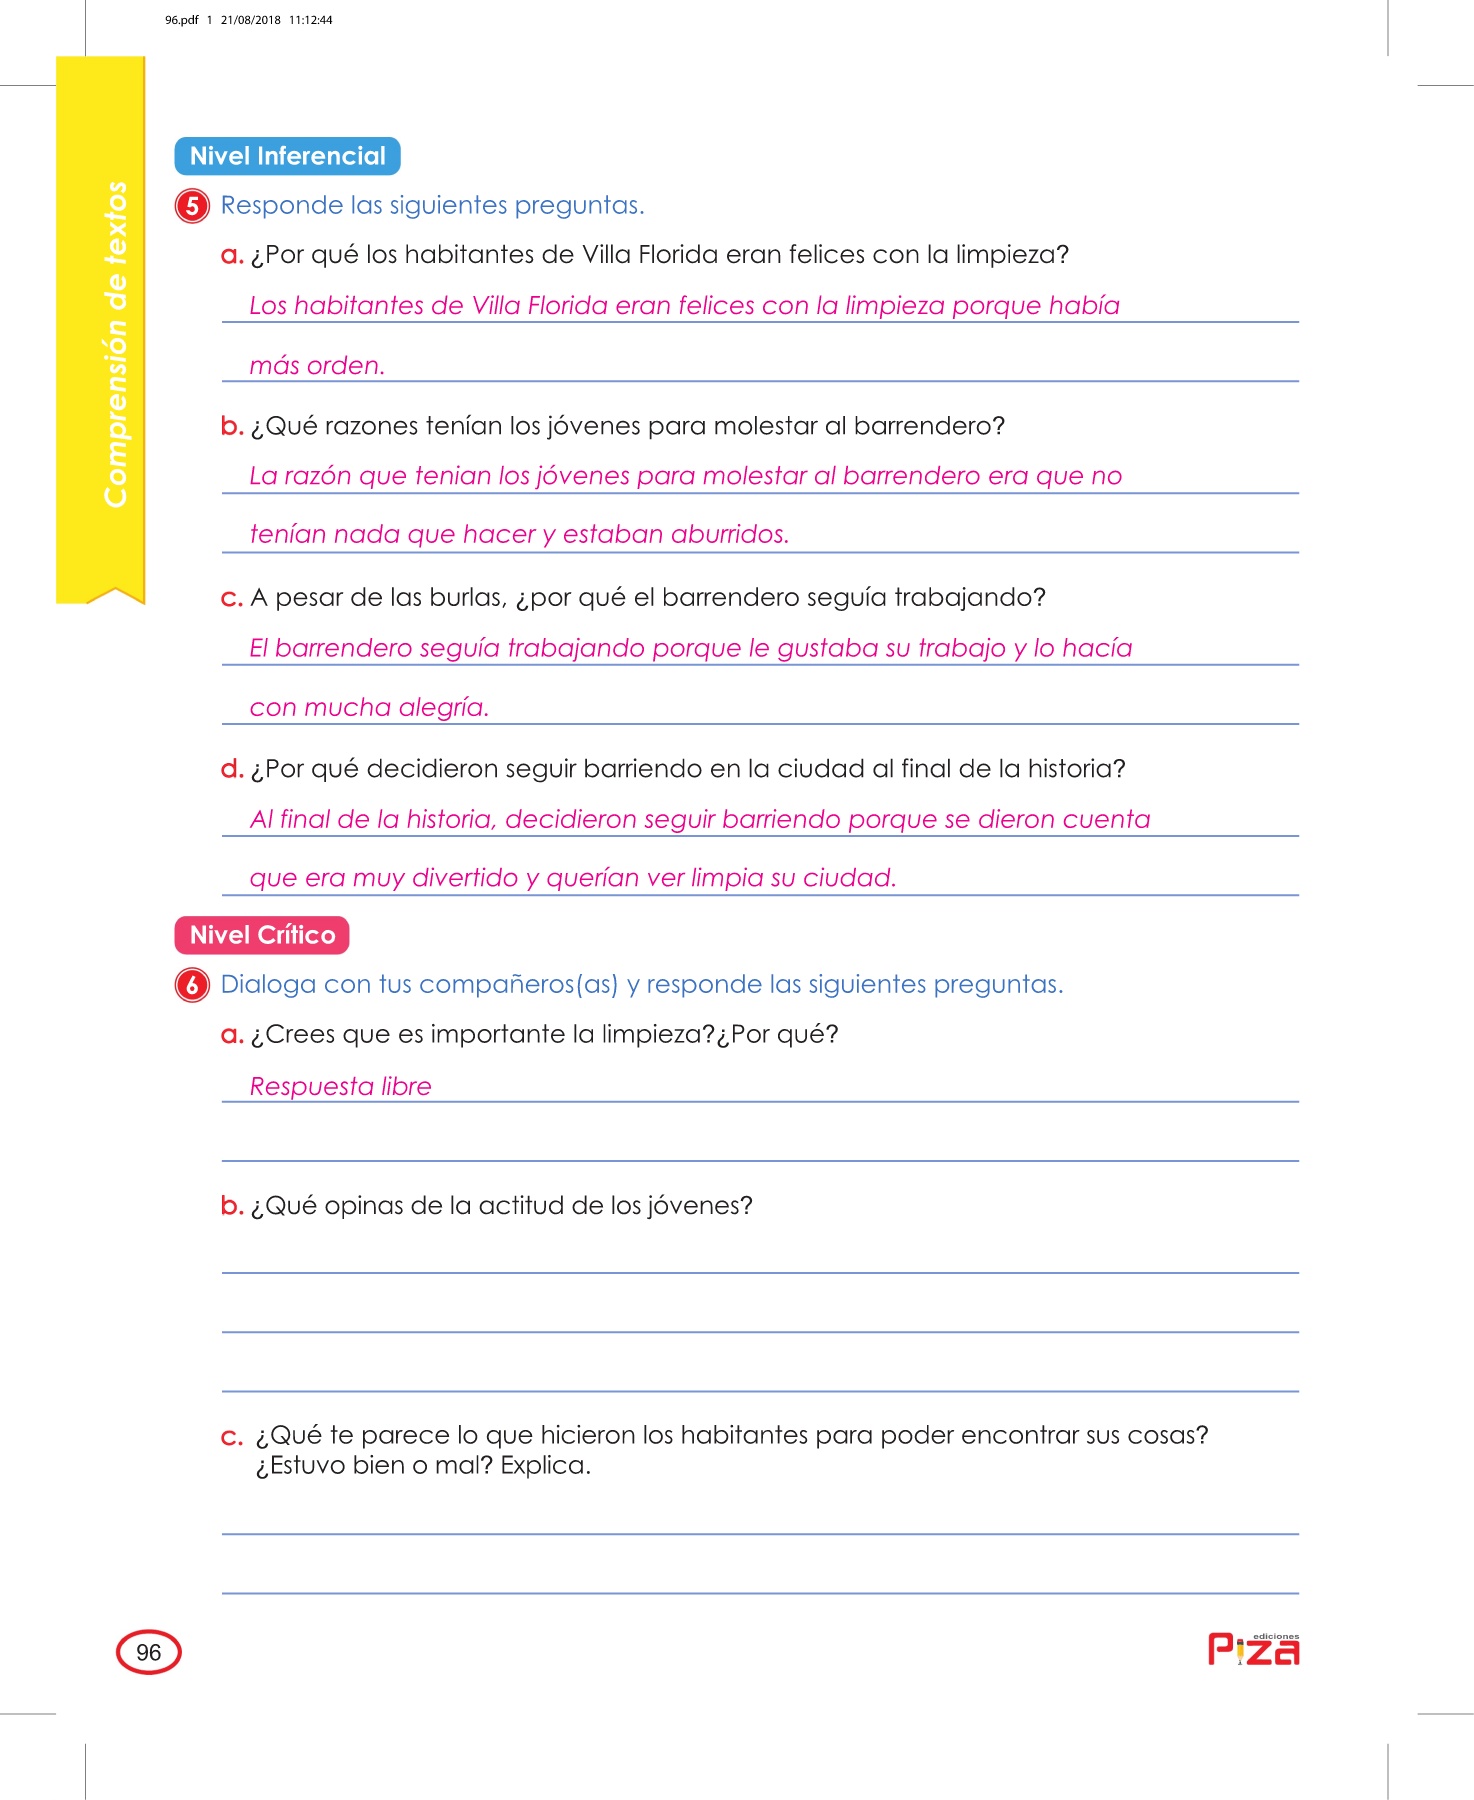 96.pdf 1 21/08/2018 11:12:44
Comprensión de textos
Nivel Inferencial
5 Responde las siguientes preguntas.
a. ¿Por qué los habitantes de Villa Florida eran felices con la limpieza?
Los habitantes de Villa Florida eran felices con la limpieza porque había
más orden.
b. ¿Qué razones tenían los jóvenes para molestar al barrendero?
La razón que tenian los jóvenes para molestar al barrendero era que no
tenían nada que hacer y estaban aburridos.
c. A pesar de las burlas, ¿por qué el barrendero seguía trabajando?
El barrendero seguía trabajando porque le gustaba su trabajo y lo hacía
con mucha alegría.
d. ¿Por qué decidieron seguir barriendo en la ciudad al final de la historia?
Al final de la historia, decidieron seguir barriendo porque se dieron cuenta
que era muy divertido y querían ver limpia su ciudad.
Nivel Crítico
6 Dialoga con tus compañeros(as) y responde las siguientes preguntas.
a. ¿Crees que es importante la limpieza?¿Por qué?
Respuesta libre
b. ¿Qué opinas de la actitud de los jóvenes?
c. ¿Qué te parece lo que hicieron los habitantes para poder encontrar sus cosas?
¿Estuvo bien o mal? Explica.
96
ediciones
Piza